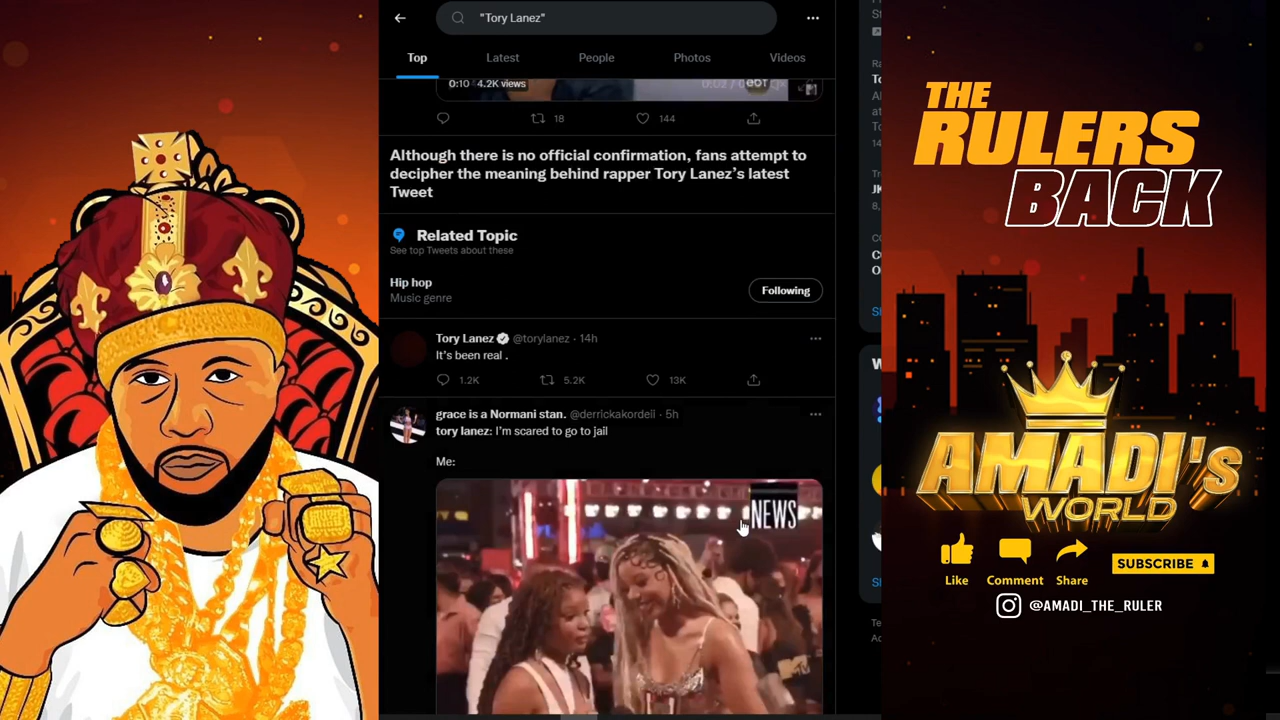 "Tory Lanez"
Top
Latest
People
Photos
Videos
0:10 4.2K views
18
144
Although there is no official confirmation, fans attempt to
decipher the meaning behind rapper Tory Lanez's latest
Tweet
Related Topic
See top Tweets about these
Hip hop
Music genre
Following
Tory Lanez @torylanez · 14h
It's been real .
1.2K
5.2K
13K
grace is a Normani stan. @derrickakordeii · 5h
tory lanez: I'm scared to go to jail
Me:
NEWS
THE
RULERS
BACK
AMADI's
WORLD
Like
Comment
Share
SUBSCRIBE
@AMADI_THE_RULER